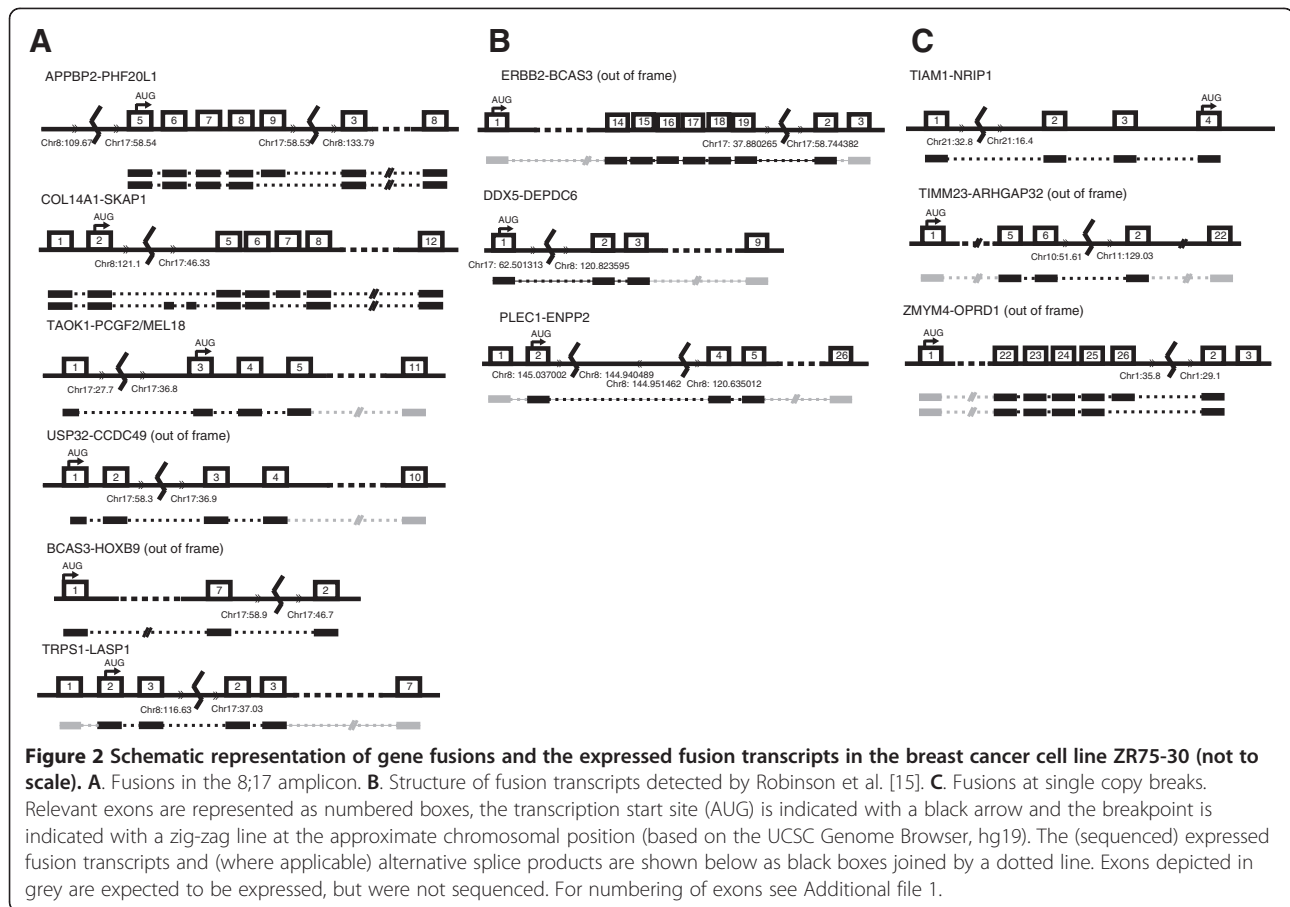 A
APPBP2-PHF20L1
AUG
5 6 7 8 9 3 8
Chr8:109.67 Chr17:58.54 Chr17:58.53 Chr8:133.79
COL14A1-SKAP1
AUG
1 2 5 6 7 8 12
Chr8:121.1 Chr17:46.33
TAOK1-PCGF2/MEL18
AUG
1 3 4 5 11
Chr17:27.7 Chr17:36.8
USP32-CCDC49 (out of frame)
AUG
1 2 3 4 10
Chr17:58.3 Chr17:36.9
BCAS3-HOXB9 (out of frame)
AUG
1 7 2
Chr17:58.9 Chr17:46.7
TRPS1-LASP1
AUG
1 2 3 2 3 7
Chr8:116.63 Chr17:37.03
B
ERBB2-BCAS3 (out of frame)
AUG
1 14 15 16 17 18 19 2 3
Chr17: 37.880265 Chr17:58.744382
DDX5-DEPDC6
AUG
1 2 3 9
Chr17: 62.501313 Chr8: 120.823595
PLEC1-ENPP2
AUG
1 2 4 5 26
Chr8: 145.037002 Chr8: 144.940489
Chr8: 144.951462 Chr8: 120.635012
C
TIAM1-NRIP1
AUG
1 2 3 4
Chr21:32.8 Chr21:16.4
TIMM23-ARHGAP32 (out of frame)
AUG
1 5 6 2 22
Chr10:51.61 Chr11:129.03
ZMYM4-OPRD1 (out of frame)
AUG
1 22 23 24 25 26 2 3
Chr1:35.8 Chr1:29.1
Figure 2 Schematic representation of gene fusions and the expressed fusion transcripts in the breast cancer cell line ZR75-30 (not to
scale). A. Fusions in the 8;17 amplicon. B. Structure of fusion transcripts detected by Robinson et al. [15]. C. Fusions at single copy breaks.
Relevant exons are represented as numbered boxes, the transcription start site (AUG) is indicated with a black arrow and the breakpoint is
indicated with a zig-zag line at the approximate chromosomal position (based on the UCSC Genome Browser, hg19). The (sequenced) expressed
fusion transcripts and (where applicable) alternative splice products are shown below as black boxes joined by a dotted line. Exons depicted in
grey are expected to be expressed, but were not sequenced. For numbering of exons see Additional file 1.